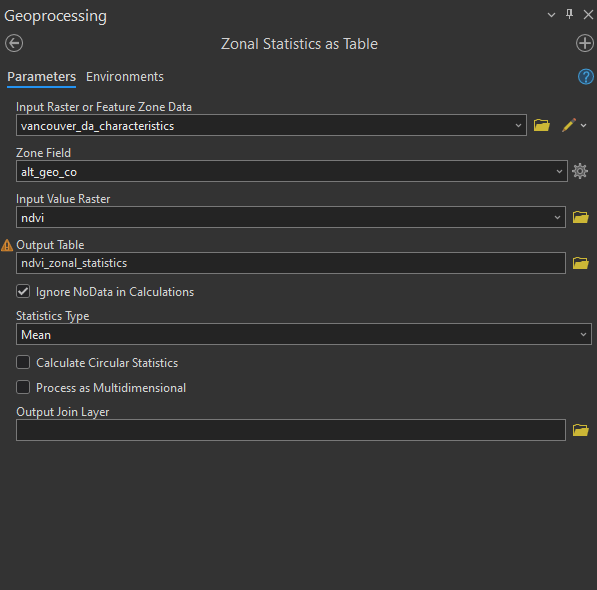 Geoprocessing
Zonal Statistics as Table
Parameters Environments
?
Input Raster or Feature Zone Data
vancouver_da_characteristics
Zone Field
alt_geo_co
Input Value Raster
ndvi
Output Table
ndvi_zonal_statistics
Ignore NoData in Calculations
Statistics Type
Mean
Calculate Circular Statistics
Process as Multidimensional
Output Join Layer